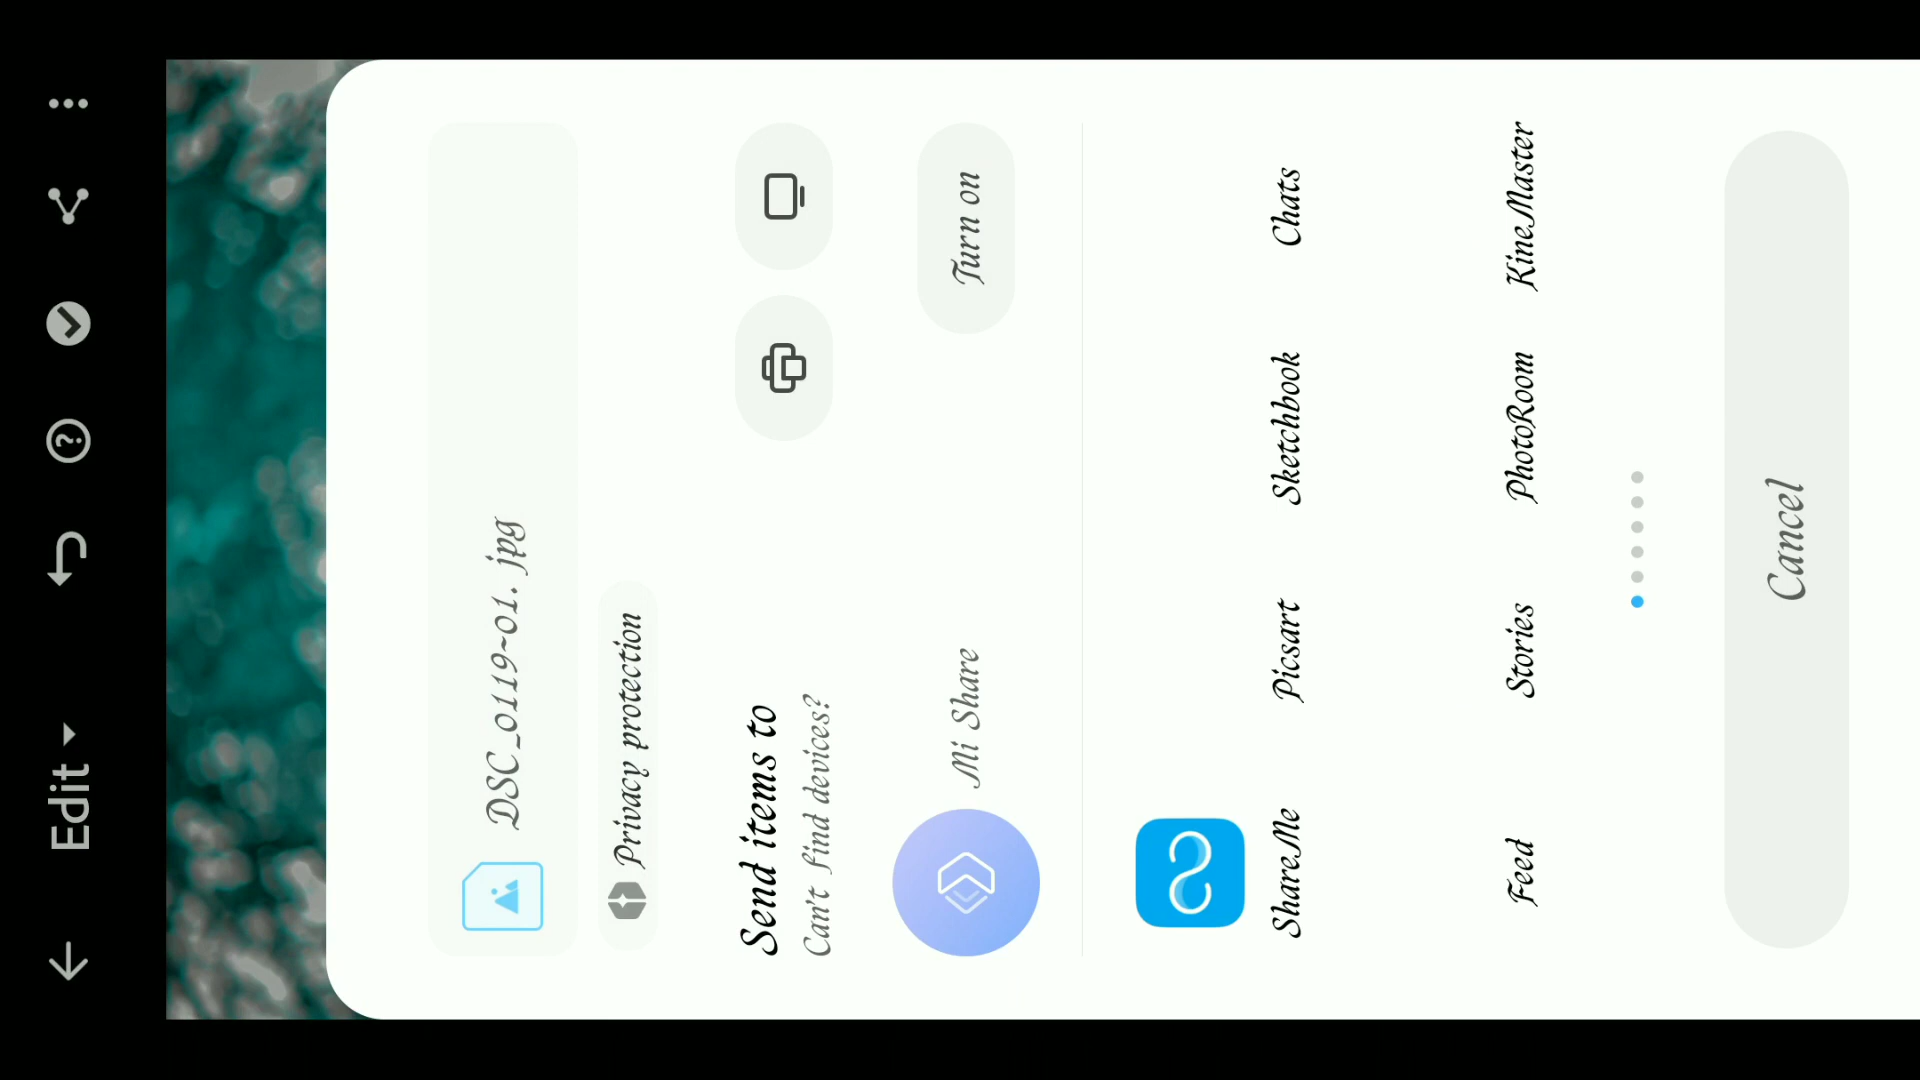 Edit
DSC_0119~01. jpg
Privacy protection
Send items to
Can't find devices?
Mi Share
Turn on
ShareMe
Picsart
Sketchbook
Chats
Feed
Stories
PhotoRoom
KineMaster
Cancel